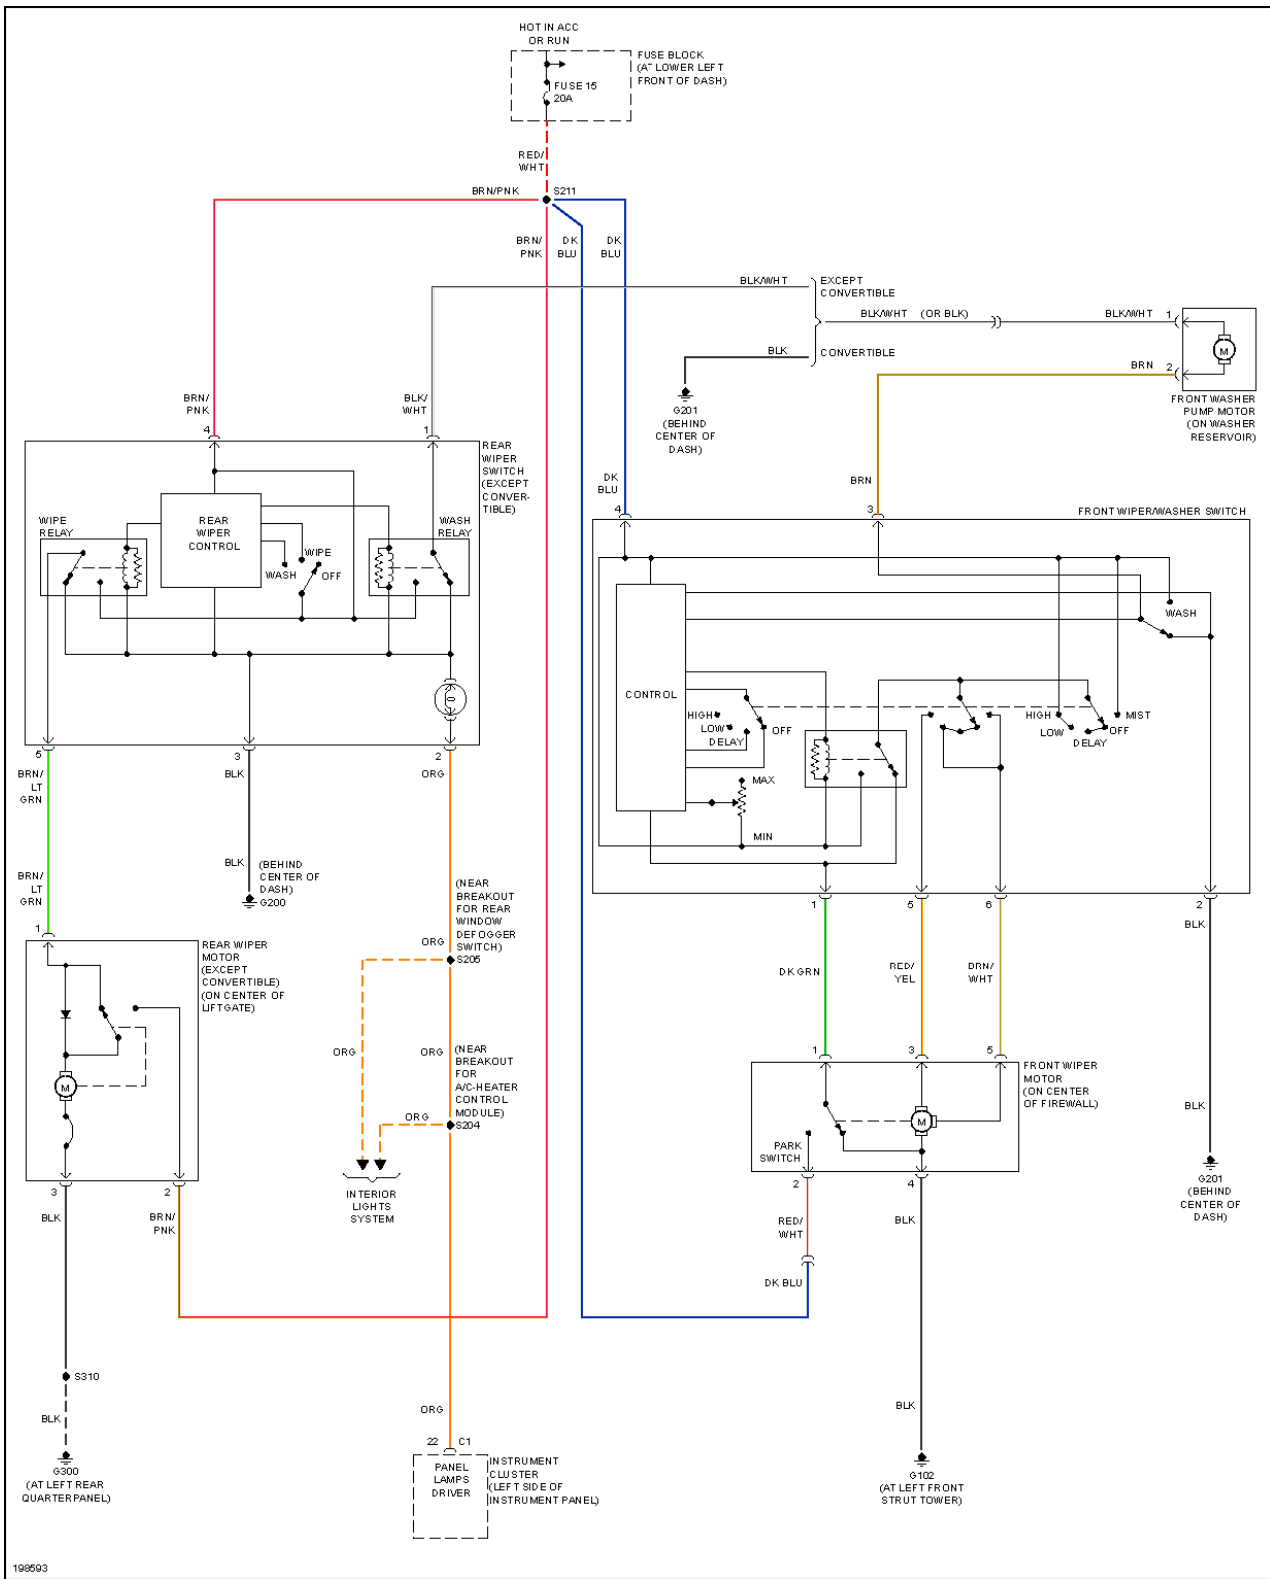 HOT IN ACC
OR RUN
FUSE BLOCK
(AT LOWER LEFT
FRONT OF DASH)
FUSE 15
20A
RED/
WHT
BRN/PNK
S211
BRN/
PNK
DK
BLU
DK
BLU
BLK/WHT
EXCEPT
CONVERTIBLE
BLK/WHT
(OR BLK)
BLK/WHT
1
BLK
CONVERTIBLE
M
BRN
2
FRONT WASHER
PUMP MOTOR
(ON WASHER
RESERVOIR)
G201
(BEHIND
CENTER OF
DASH)
BRN/
PNK
4
BLK/
WHT
1
REAR
WIPER
SWITCH
(EXCEPT
CONVER-
TIBLE)
DK
BLU
4
BRN
3
FRONT WIPER/WASHER SWITCH
WIPE
RELAY
REAR
WIPER
CONTROL
WASH
RELAY
WIPE
WASH
OFF
WASH
CONTROL
HIGH
LOW
DELAY
OFF
HIGH
LOW
DELAY
OFF
MIST
MAX
MIN
5
3
2
BRN/
LT
GRN
BLK
ORG
BRN/
LT
GRN
BLK
(BEHIND
CENTER OF
DASH)
G200
1
5
6
2
BLK
(NEAR
BREAKOUT
FOR REAR
WINDOW
DEFOGGER
SWITCH)
ORG
S205
1
REAR WIPER
MOTOR
(EXCEPT
CONVERTIBLE)
(ON CENTER OF
LIFTGATE)
DK GRN
RED/
YEL
BRN/
WHT
M
ORG
ORG
(NEAR
BREAKOUT
FOR
A/C-HEATER
CONTROL
MODULE)
ORG
S204
1
3
5
FRONT WIPER
MOTOR
(ON CENTER
OF FIREWALL)
M
PARK
SWITCH
BLK
G201
(BEHIND
CENTER OF
DASH)
3
2
BLK
BRN/
PNK
INTERIOR
LIGHTS
SYSTEM
2
4
RED/
WHT
BLK
DK BLU
S310
BLK
G300
(AT LEFT REAR
QUARTER PANEL)
ORG
BLK
22
C1
PANEL
LAMPS
DRIVER
INSTRUMENT
CLUSTER
(LEFT SIDE OF
INSTRUMENT PANEL)
G102
(AT LEFT FRONT
STRUT TOWER)
198593